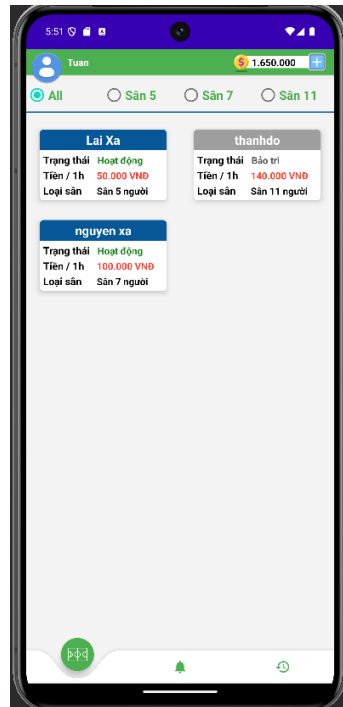 5:51
Tuan
1.650.000
All Sân 5 Sân 7 Sân 11
Lai Xa
Trạng thái Hoạt động
Tiền / 1h 50.000 VNĐ
Loại sân Sân 5 người
thanhdo
Trạng thái Bảo trì
Tiền / 1h 140.000 VNĐ
Loại sân Sân 11 người
nguyen xa
Trạng thái Hoạt động
Tiền / 1h 100.000 VNĐ
Loại sân Sân 7 người